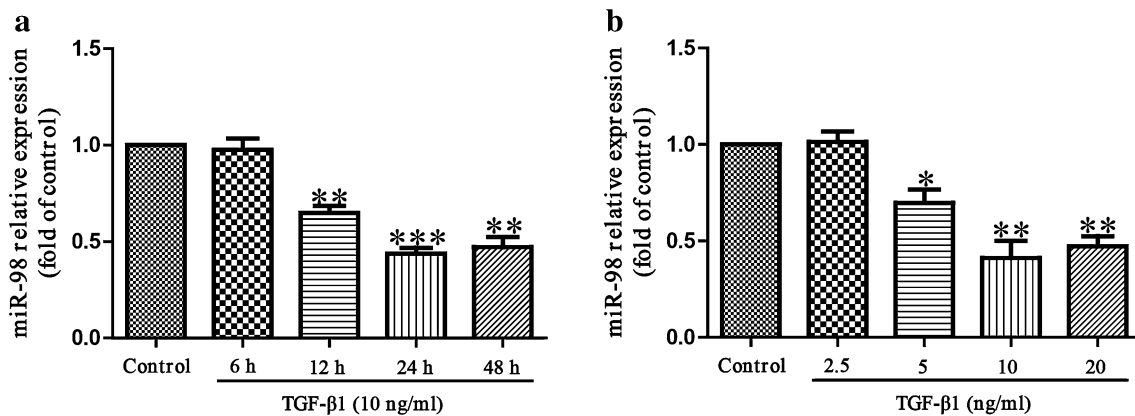 a
miR-98 relative expression
(fold of control)
1.5
1.0
0.5
0.0
**
***
**
Control
6 h
12 h
24 h
48 h
TGF-β1 (10 ng/ml)
b
miR-98 relative expression
(fold of control)
1.5
1.0
0.5
0.0
*
**
**
Control
2.5
5
10
20
TGF-β1 (ng/ml)